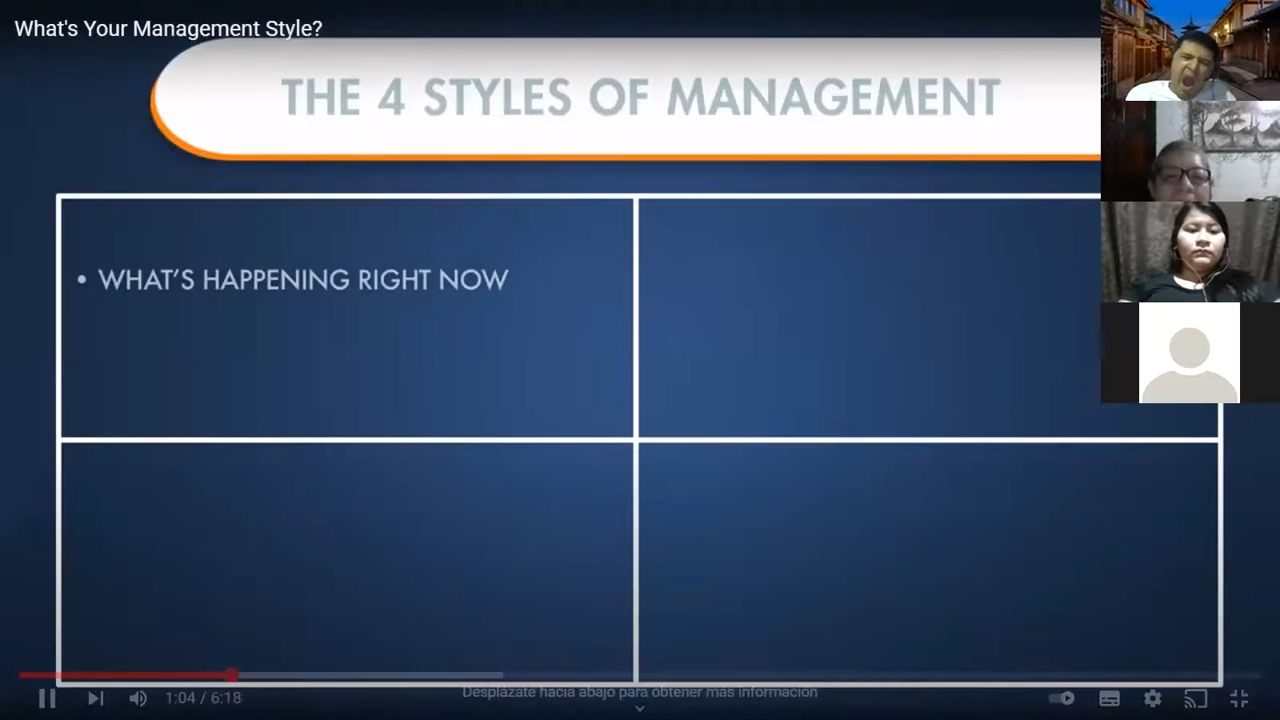 What's Your Management Style?
THE 4 STYLES OF MANAGEMENT
• WHAT'S HAPPENING RIGHT NOW
1:04 / 6:18
Desplázate hacia abajo para obtener más información